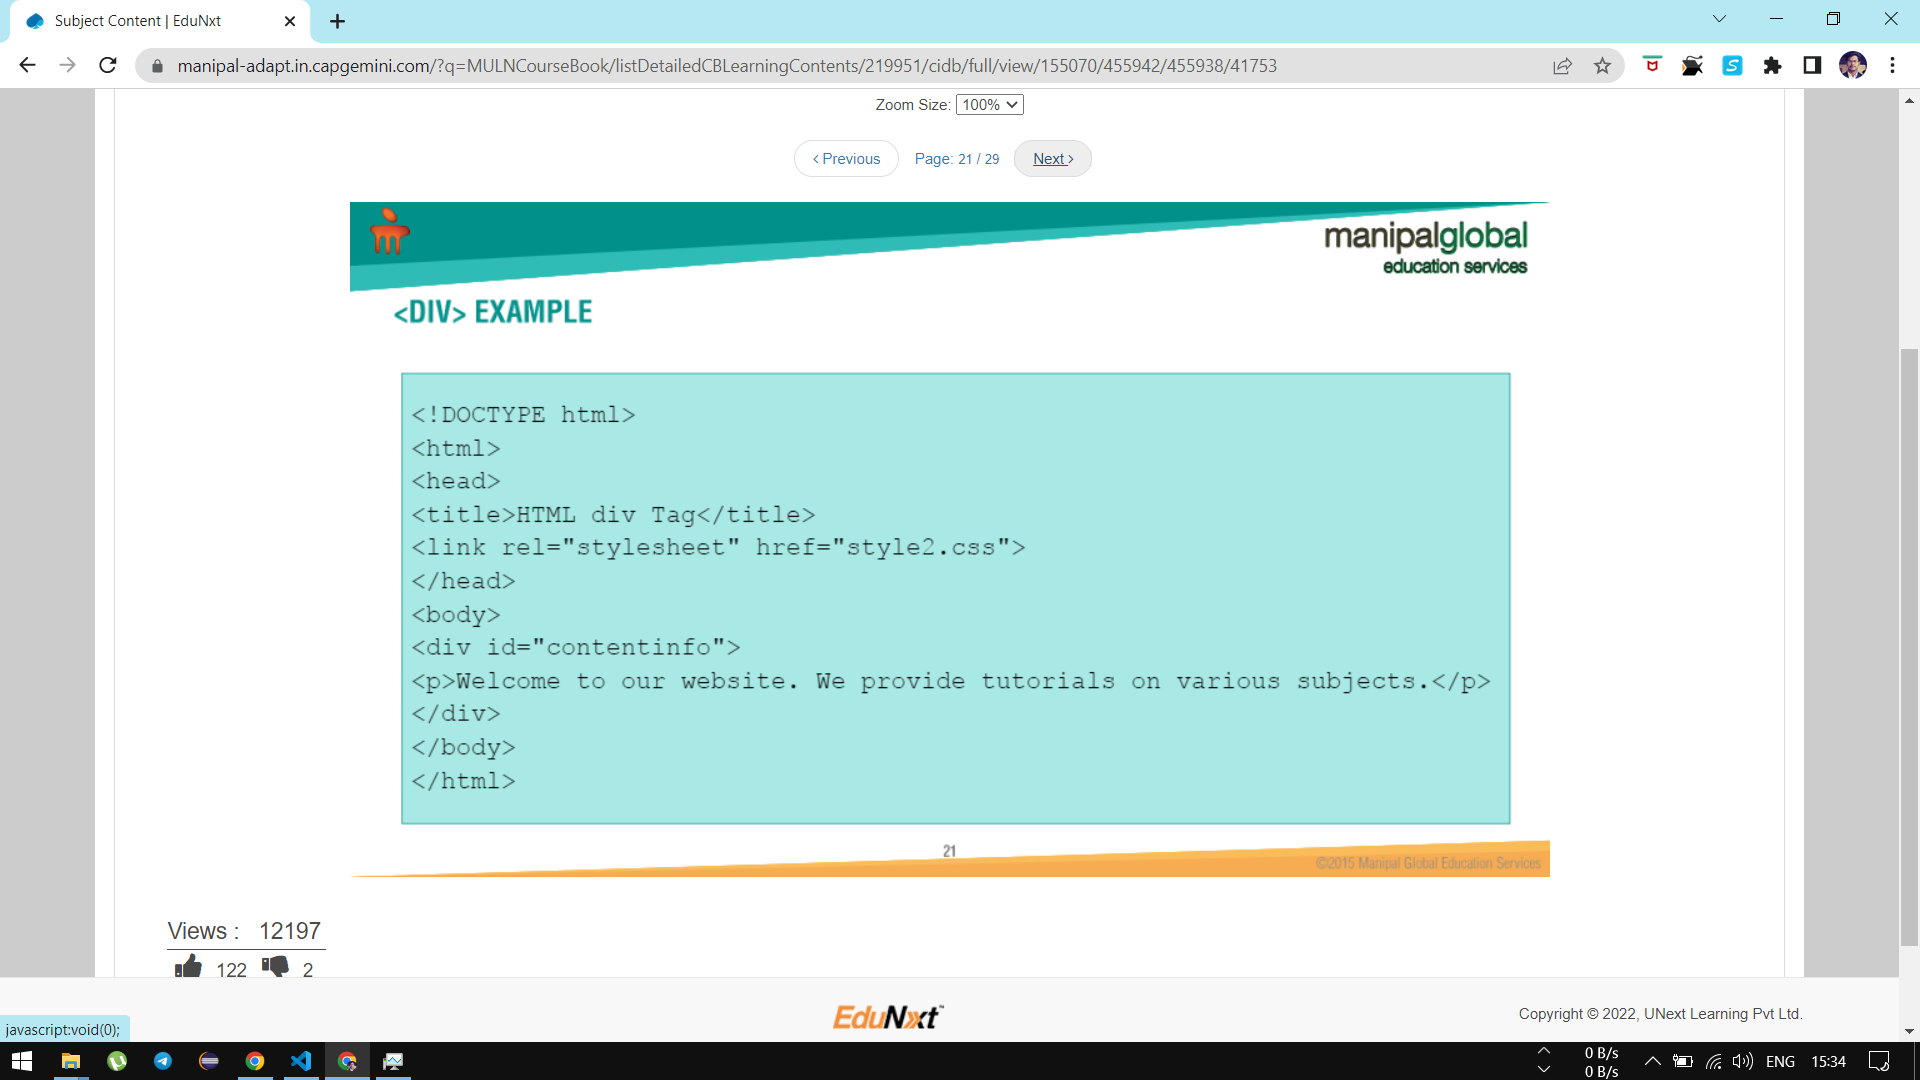 Subject Content | EduNxt
manipal-adapt.in.capgemini.com/?q=MULNCourseBook/listDetailedCBLearningContents/219951/cidb/full/view/155070/455942/455938/41753
Zoom Size: 100%
‹ Previous Page: 21 / 29 Next ›
manipalglobal
education services
<DIV> EXAMPLE
<!DOCTYPE html>
<html>
<head>
<title>HTML div Tag</title>
<link rel="stylesheet" href="style2.css">
</head>
<body>
<div id="contentinfo">
<p>Welcome to our website. We provide tutorials on various subjects.</p>
</div>
</body>
</html>
21
©2015 Manipal Global Education Services
Views : 12197
122 2
EduNxt™
Copyright © 2022, UNext Learning Pvt Ltd.
javascript:void(0);
0 B/s
0 B/s
ENG 15:34